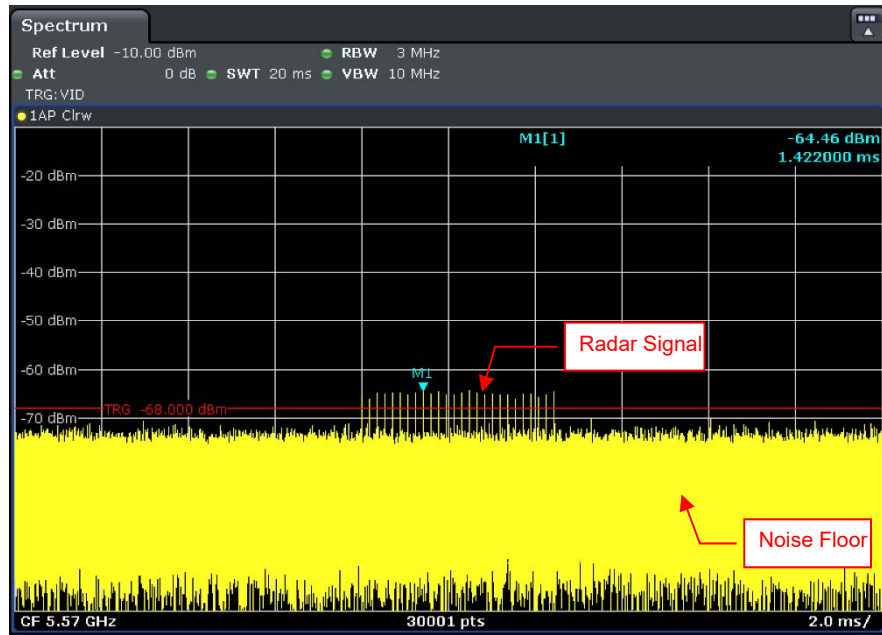 Spectrum
Ref Level -10.00 dBm RBW 3 MHz
Att 0 dB SWT 20 ms VBW 10 MHz
TRG:VID
1AP Clrw
M1[1] -64.46 dBm
1.422000 ms
-20 dBm
-30 dBm
-40 dBm
-50 dBm
Radar Signal
-60 dBm
M1
TRG -68.000 dBm
-70 dBm
Noise Floor
CF 5.57 GHz 30001 pts 2.0 ms/